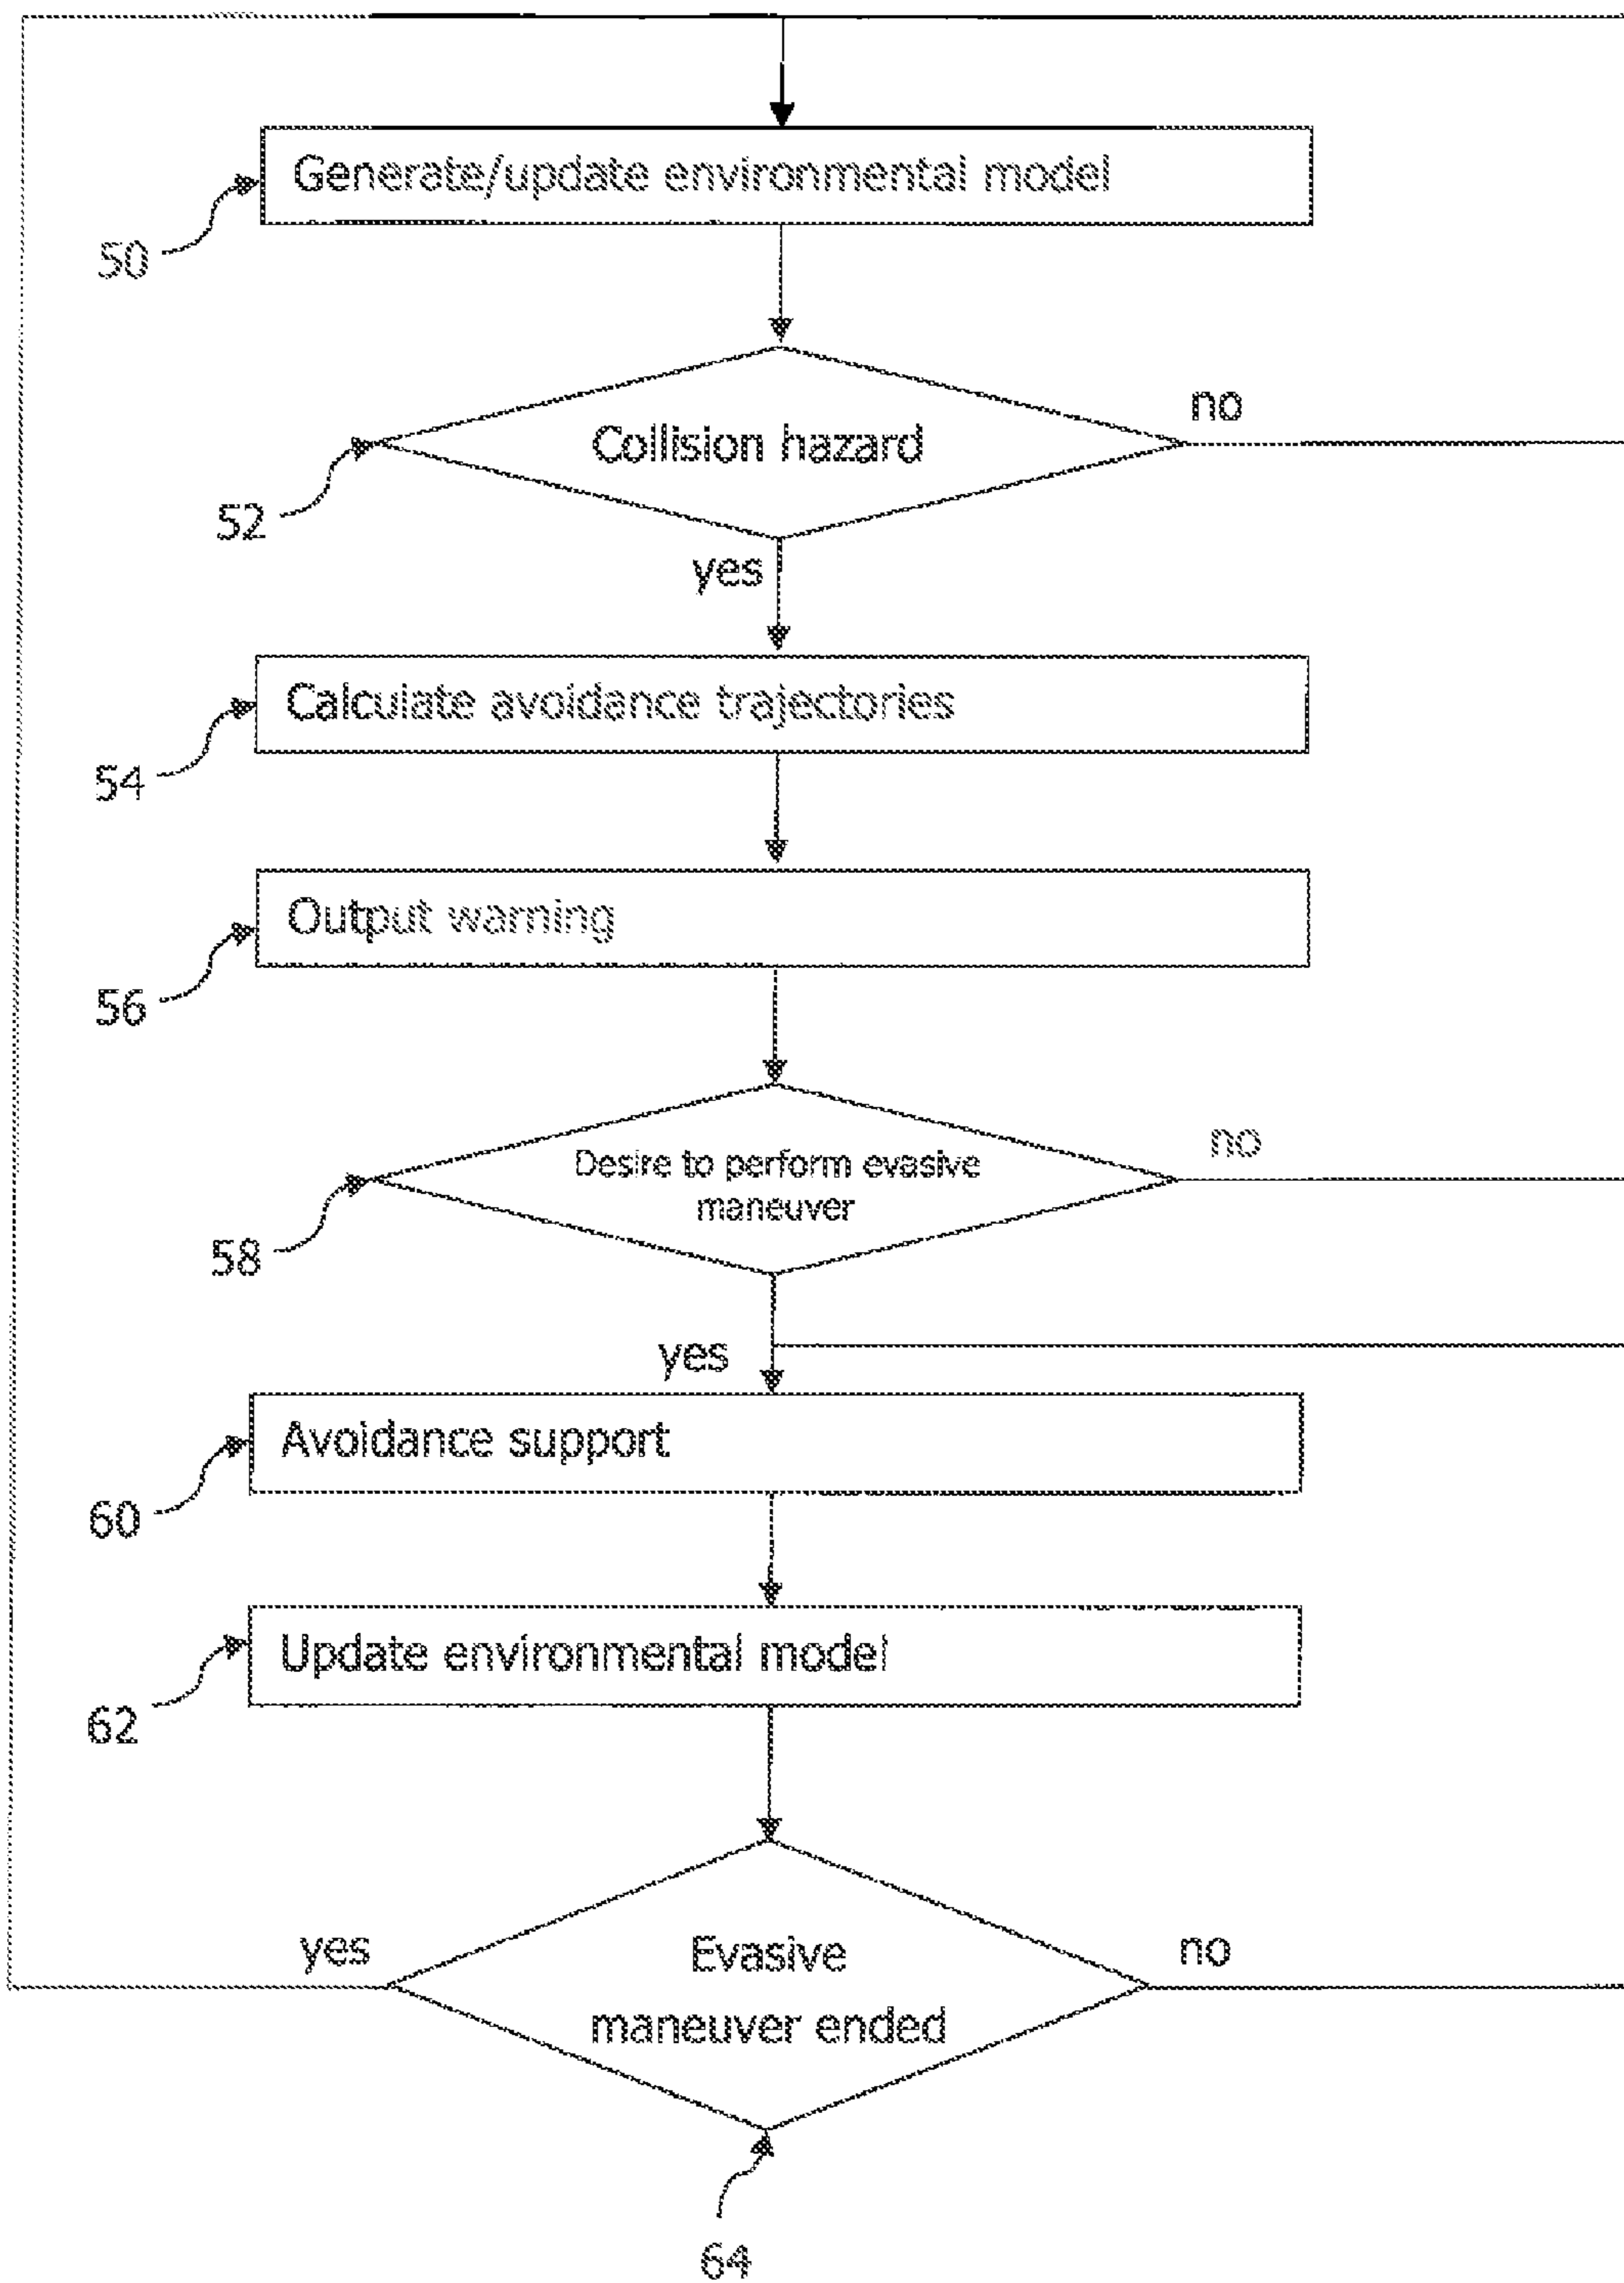 Generate/update environmental model
50
no
Collision hazard
52
yes
Calculate avoidance trajectories
54
Output warning
56
no
Desire to perform evasive
maneuver
58
yes
Avoidance support
60
Update environmental model
62
yes
Evasive
no
maneuver ended
64